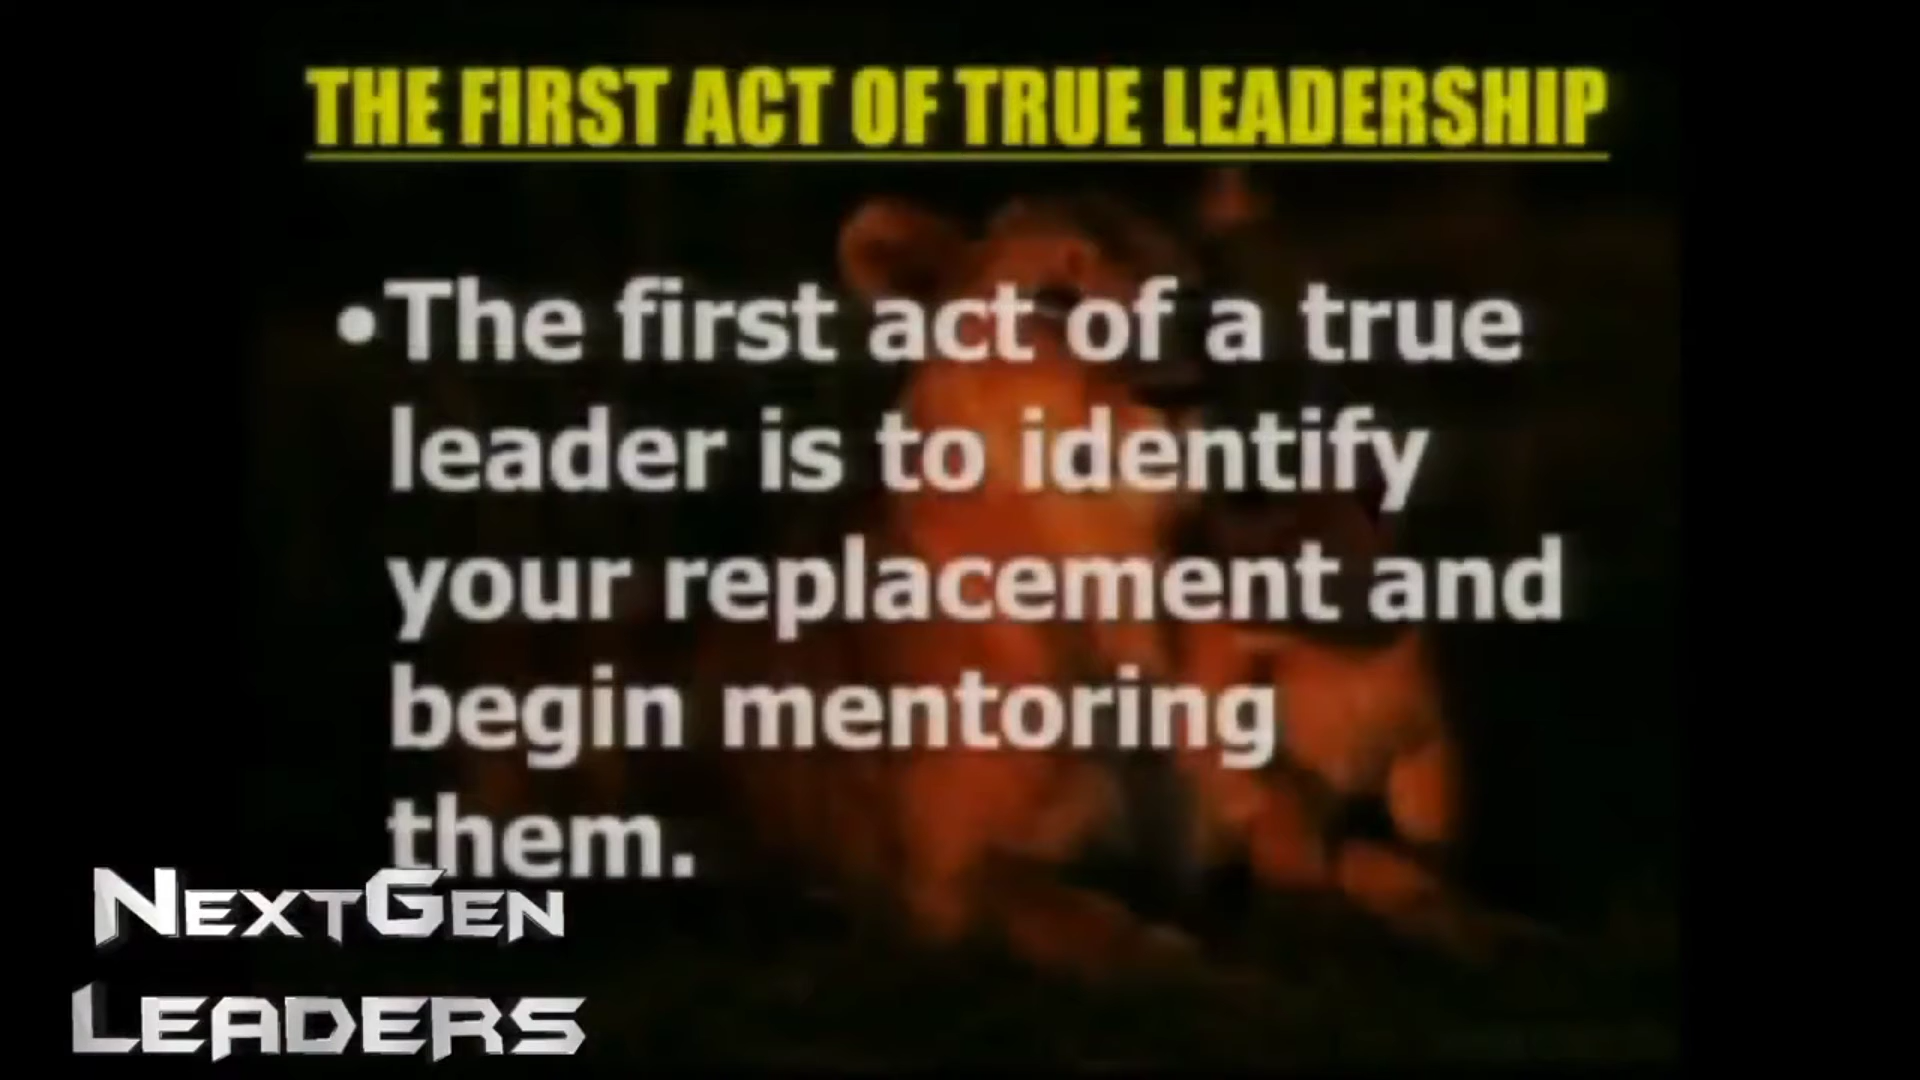 THE FIRST ACT OF TRUE LEADERSHIP
•The first act of a true
leader is to identify
your replacement and
begin mentoring
them.
NEXTGEN
LEADERS